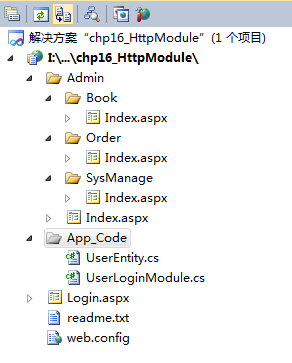 解决方案“chp16_HttpModule”(1 个项目)
I:\...\chp16_HttpModule\
Admin
Book
Index.aspx
Order
Index.aspx
SysManage
Index.aspx
Index.aspx
App_Code
UserEntity.cs
UserLoginModule.cs
Login.aspx
readme.txt
web.config